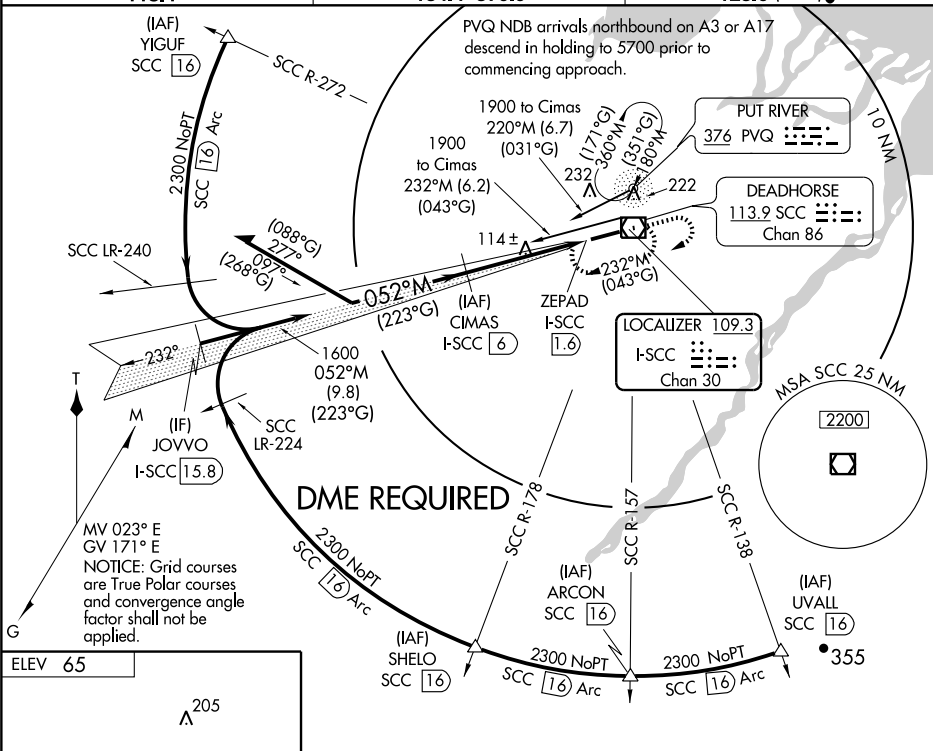 (IAF)
YIGUF
SCC 16
SCC R-272
PVQ NDB arrivals northbound on A3 or A17
descend in holding to 5700 prior to
commencing approach.
10 NM
2300 NoPT
SCC 16 Arc
1900 to Cimas
220°M (6.7)
(031°G)
1900
to Cimas
232°M (6.2)
(043°G)
(171°G)
360°M
(351°G)
180°M
232
222
PUT RIVER
376 PVQ
DEADHORSE
113.9 SCC
Chan 86
114±
SCC LR-240
(088°G)
277°
097°
(268°G)
052°M
(223°G)
(IAF)
CIMAS
I-SCC 6
ZEPAD
I-SCC
1.6
232°M
(043°G)
LOCALIZER 109.3
I-SCC
Chan 30
232°
1600
052°M
(9.8)
(223°G)
SCC
LR-224
(IF)
JOVVO
I-SCC 15.8
T
M
G
MV 023° E
GV 171° E
NOTICE: Grid courses
are True Polar courses
and convergence angle
factor shall not be
applied.
DME REQUIRED
MSA SCC 25 NM
2200
SCC R-178
SCC R-157
SCC R-138
2300 NoPT
SCC 16 Arc
(IAF)
SHELO
SCC 16
(IAF)
ARCON
SCC 16
(IAF)
UVALL
SCC 16
355
2300 NoPT
SCC 16 Arc
2300 NoPT
SCC 16 Arc
ELEV 65
205